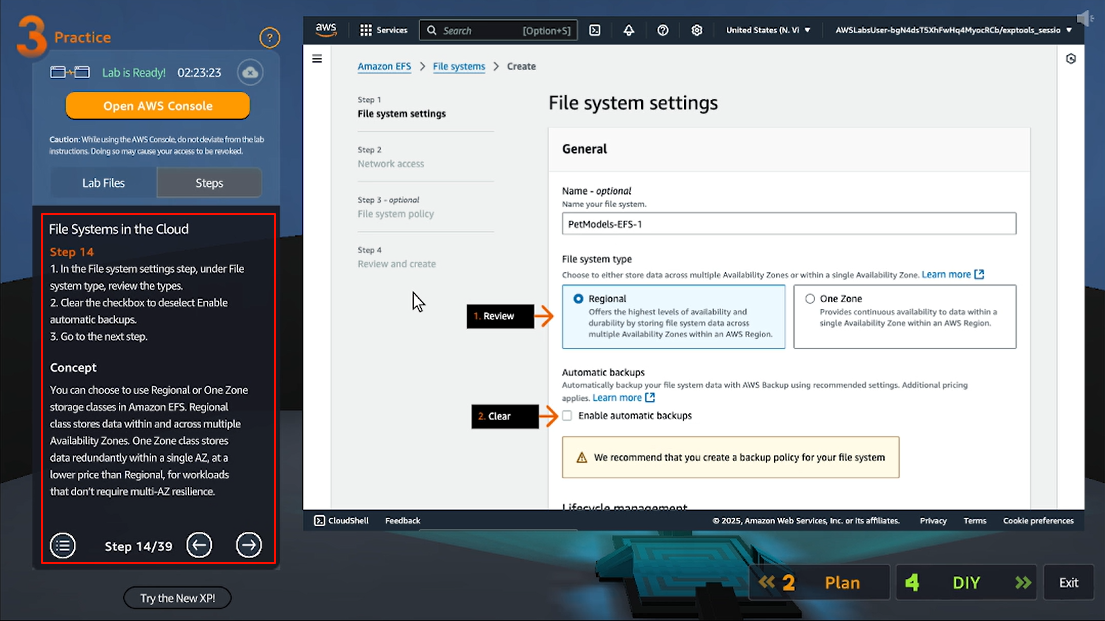 3 Practice
?
Lab is Ready! 02:23:23
Open AWS Console
Caution: While using the AWS Console, do not deviate from the lab
instructions. Doing so may cause your access to be revoked.
Lab Files Steps
File Systems in the Cloud
Step 14
1. In the File system settings step, under File
system type, review the types.
2. Clear the checkbox to deselect Enable
automatic backups.
3. Go to the next step.
Concept
You can choose to use Regional or One Zone
storage classes in Amazon EFS. Regional
class stores data within and across multiple
Availability Zones. One Zone class stores
data redundantly within a single AZ, at a
lower price than Regional, for workloads
that don't require multi-AZ resilience.
Step 14/39
Try the New XP!
aws Services Search [Option+S] United States (N. Vi AWSLabsUser-bgN4dsT5XhFwHq4MyocRCb/exptools_sessio
Amazon EFS File systems Create
Step 1
File system settings
Step 2
Network access
Step 3 - optional
File system policy
Step 4
Review and create
File system settings
General
Name - optional
Name your file system.
PetModels-EFS-1
File system type
Choose to either store data across multiple Availability Zones or within a single Availability Zone. Learn more
1. Review
Regional
Offers the highest levels of availability and
durability by storing file system data across
multiple Availability Zones within an AWS Region.
One Zone
Provides continuous availability to data within a
single Availability Zone within an AWS Region.
Automatic backups
Automatically backup your file system data with AWS Backup using recommended settings. Additional pricing
applies. Learn more
2. Clear
Enable automatic backups
We recommend that you create a backup policy for your file system
Lifecycle management
CloudShell Feedback © 2025, Amazon Web Services, Inc. or its affiliates. Privacy Terms Cookie preferences
2 Plan 4 DIY Exit